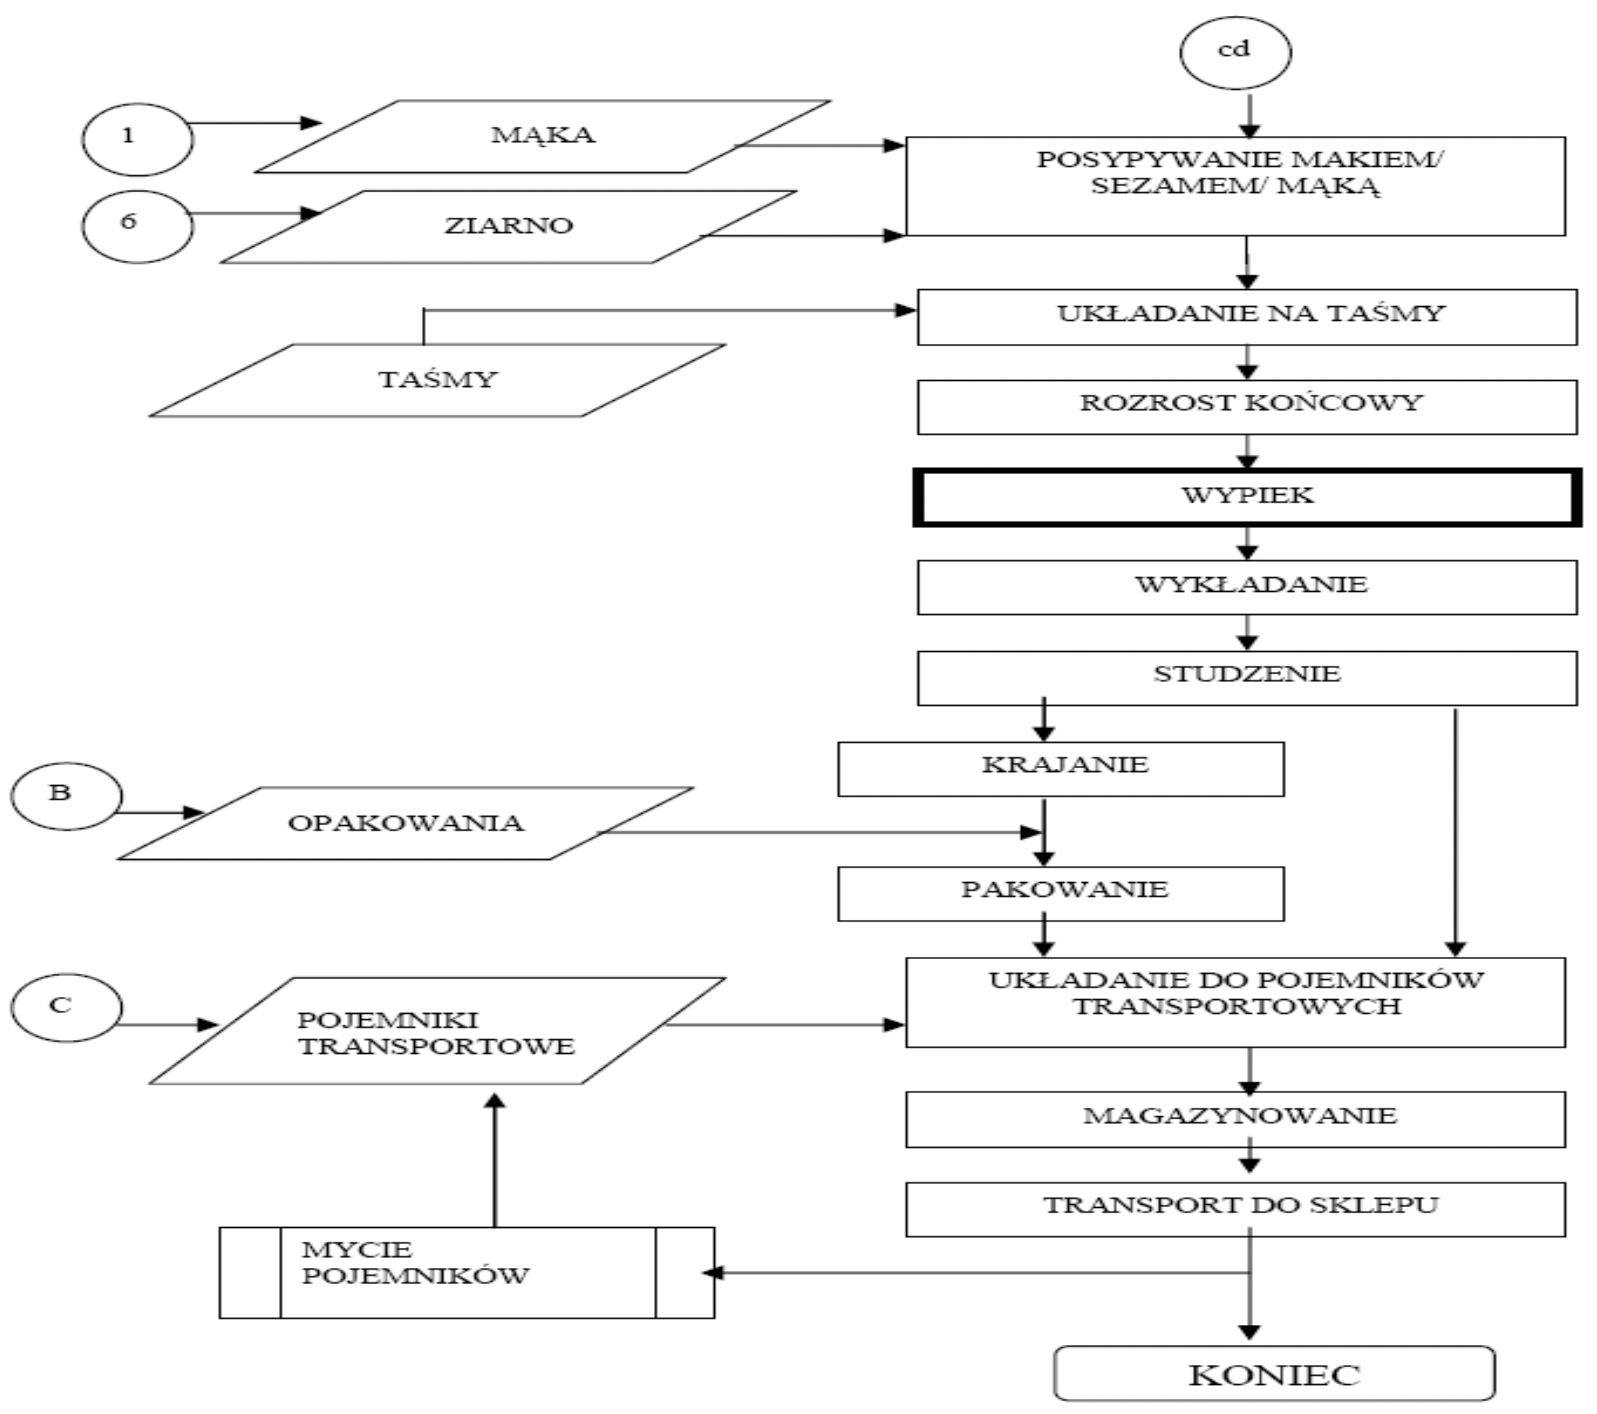 cd
1
MĄKA
POSYPYWANIE MAKIEM/
SEZAMEM/ MĄKĄ
6
ZIARNO
UKŁADANIE NA TAŚMY
TAŚMY
ROZROST KOŃCOWY
WYPIEK
WYKŁADANIE
STUDZENIE
KRAJANIE
B
OPAKOWANIA
PAKOWANIE
UKŁADANIE DO POJEMNIKÓW
TRANSPORTOWYCH
C
POJEMNIKI
TRANSPORTOWE
MAGAZYNOWANIE
TRANSPORT DO SKLEPU
MYCIE
POJEMNIKÓW
KONIEC